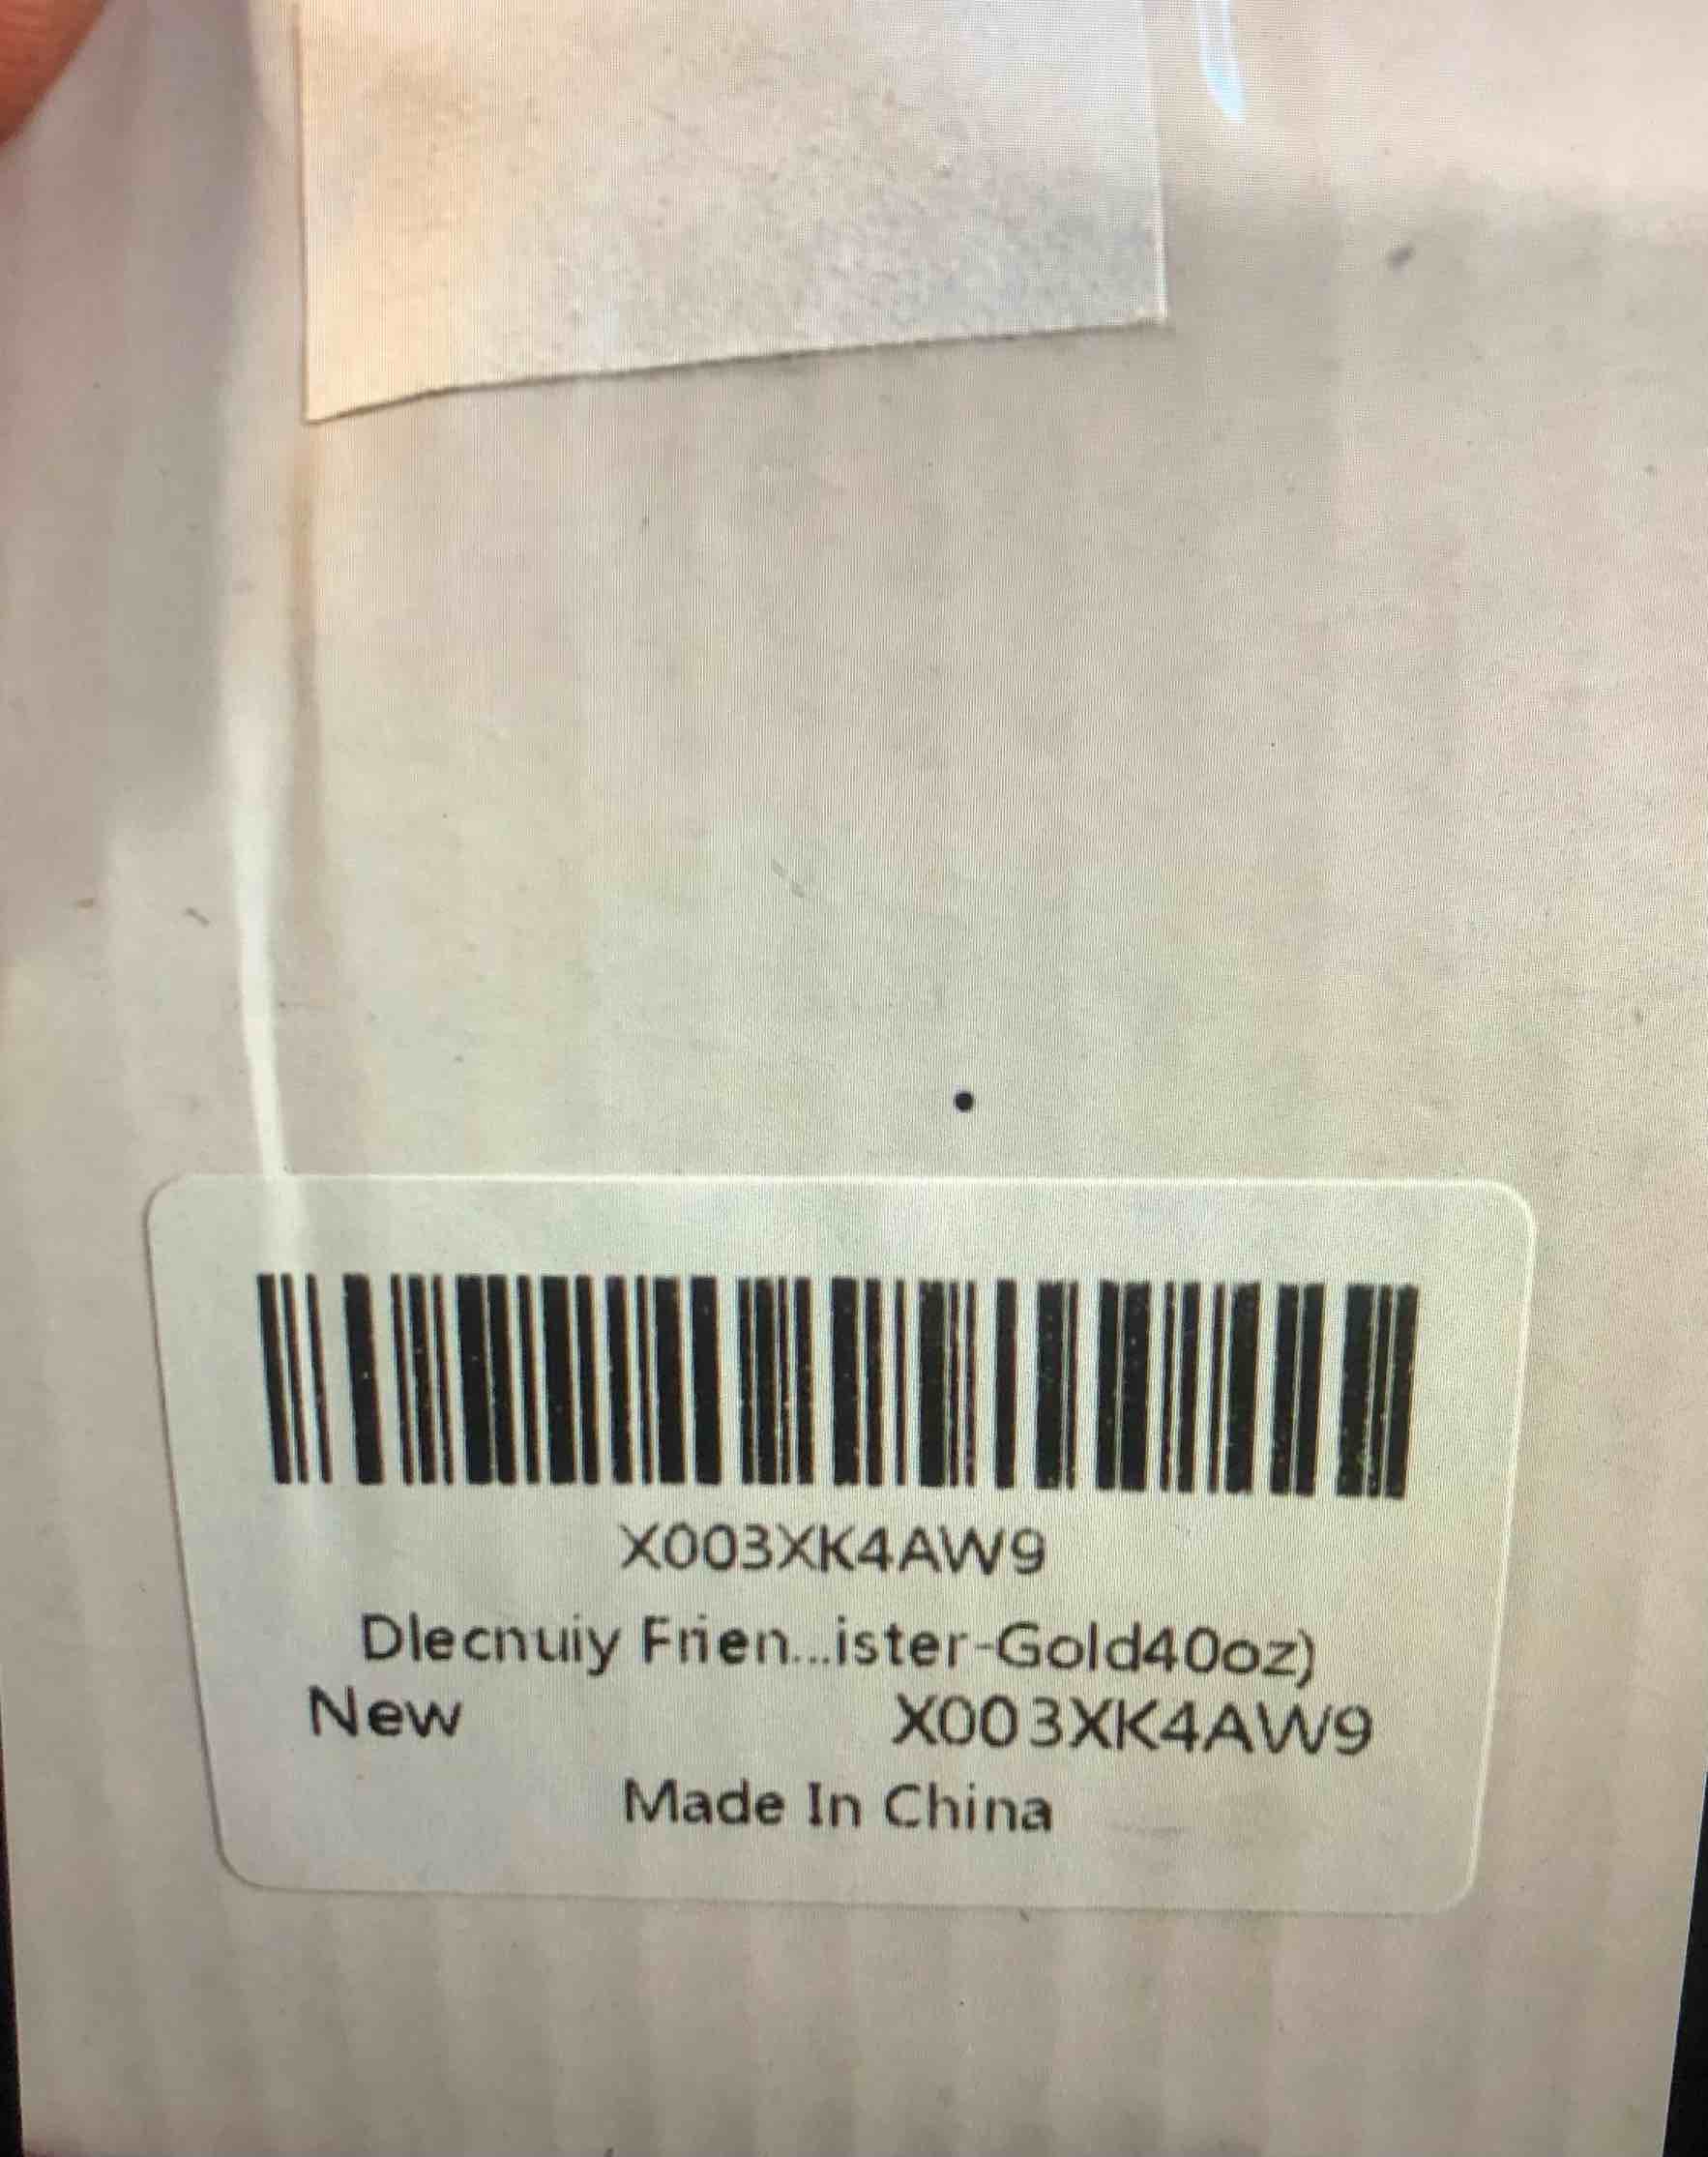 X003XK4AW9
Dlecnuiy Frien...ister-Gold40oz)
New X003XK4AW9
Made In China